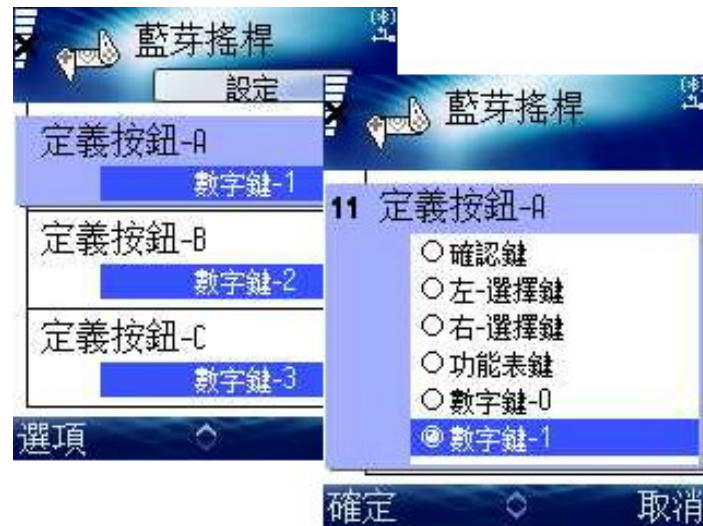 藍芽搖桿
設定
定義按鈕-A
數字鍵-1
定義按鈕-B
數字鍵-2
定義按鈕-C
數字鍵-3
選項
藍芽搖桿
11 定義按鈕-A
確認鍵
左-選擇鍵
右-選擇鍵
功能表鍵
數字鍵-0
數字鍵-1
確定
取消